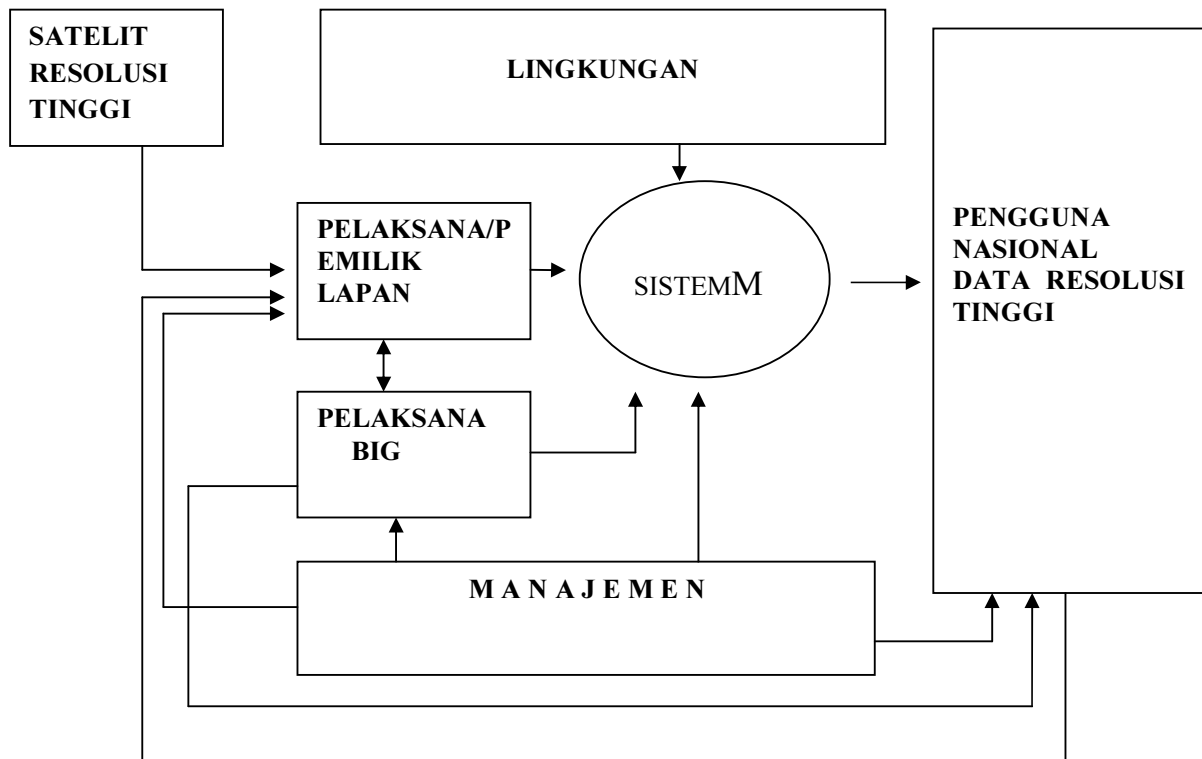 SATELIT
RESOLUSI
TINGGI
LINGKUNGAN
PELAKSANA/P
EMILIK
LAPAN
SISTEMM
PENGGUNA
NASIONAL
DATA RESOLUSI
TINGGI
PELAKSANA
BIG
M A N A J E M E N